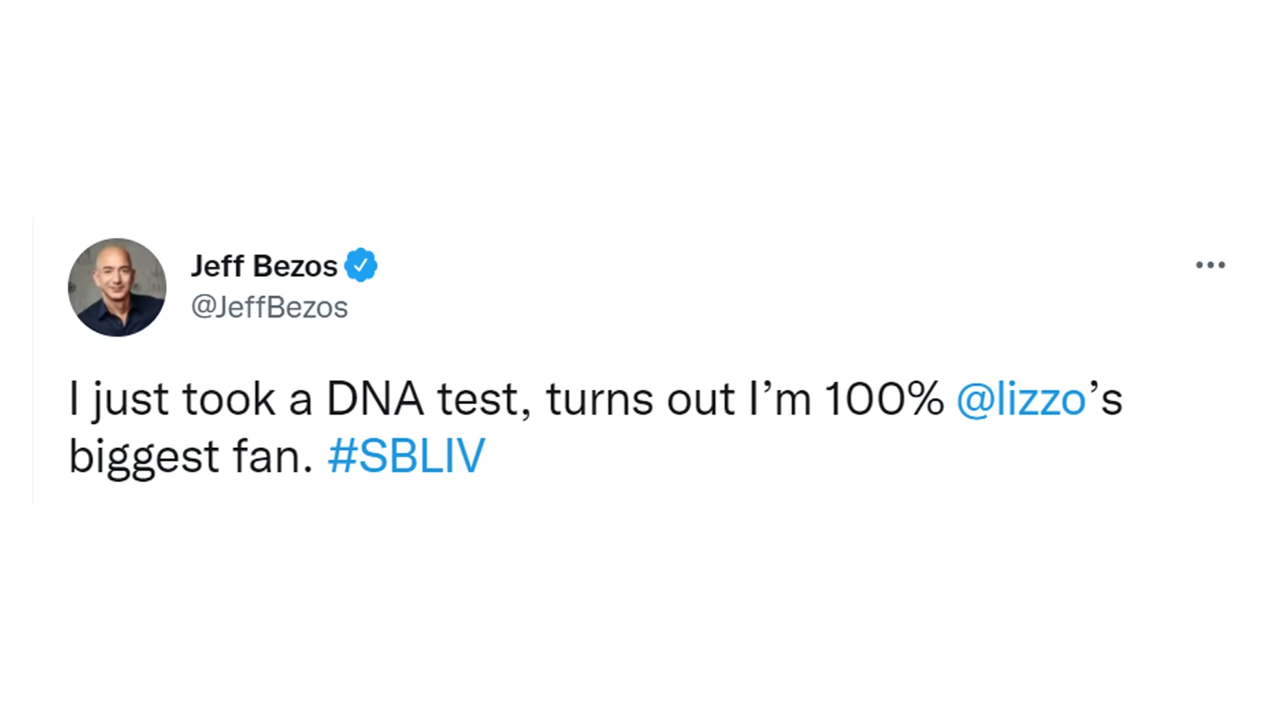 Jeff Bezos
@JeffBezos
I just took a DNA test, turns out I’m 100% @lizzo’s
biggest fan. #SBLIV